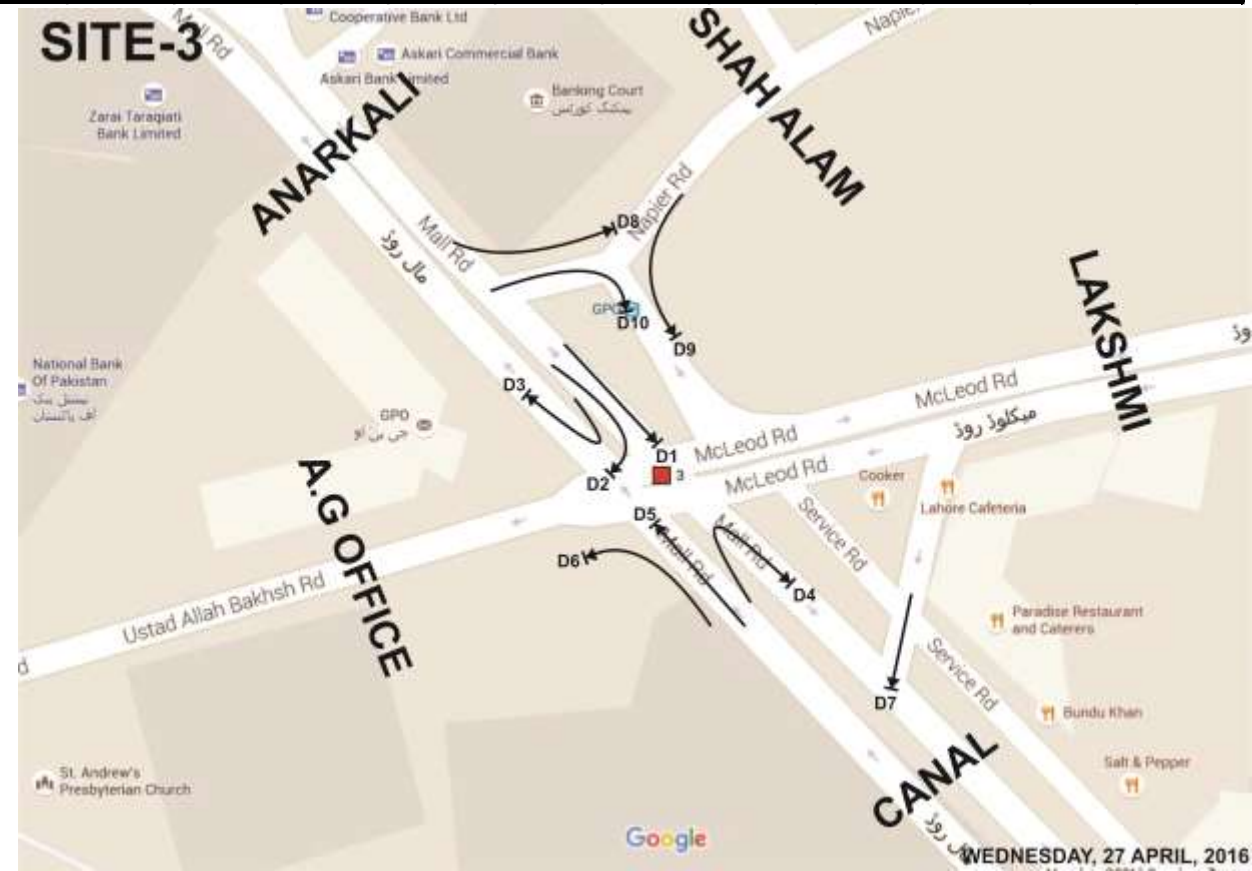 SITE-3
Mall Rd
Cooperative Bank Ltd
Askari Commercial Bank
Askari Bank Limited
Zarai Taraqiati
Bank Limited
Banking Court
بینکنگ کورٹس
SHAH ALAM
Napier
ANARKALI
Mall Rd
مال روڈ
D8
Napier Rd
GPO
D10
D9
LAKSHMI
National Bank
Of Pakistan
نیشنل بینک
آف پاکستان
D3
GPO
جی پی او
D1
D2
3
McLeod Rd
McLeod Rd
McLeod Rd
میکلوڈ روڈ
وڈ
Cooker
Lahore Cafeteria
A.G OFFICE
D5
D6
Mall Rd
Mall Rd
Service Rd
D4
Ustad Allah Bakhsh Rd
d
Paradise Restaurant
and Caterers
Service Rd
D7
Bundu Khan
CANAL
Salt & Pepper
St. Andrew's
Presbyterian Church
Google
مال روڈ
WEDNESDAY, 27 APRIL, 2016